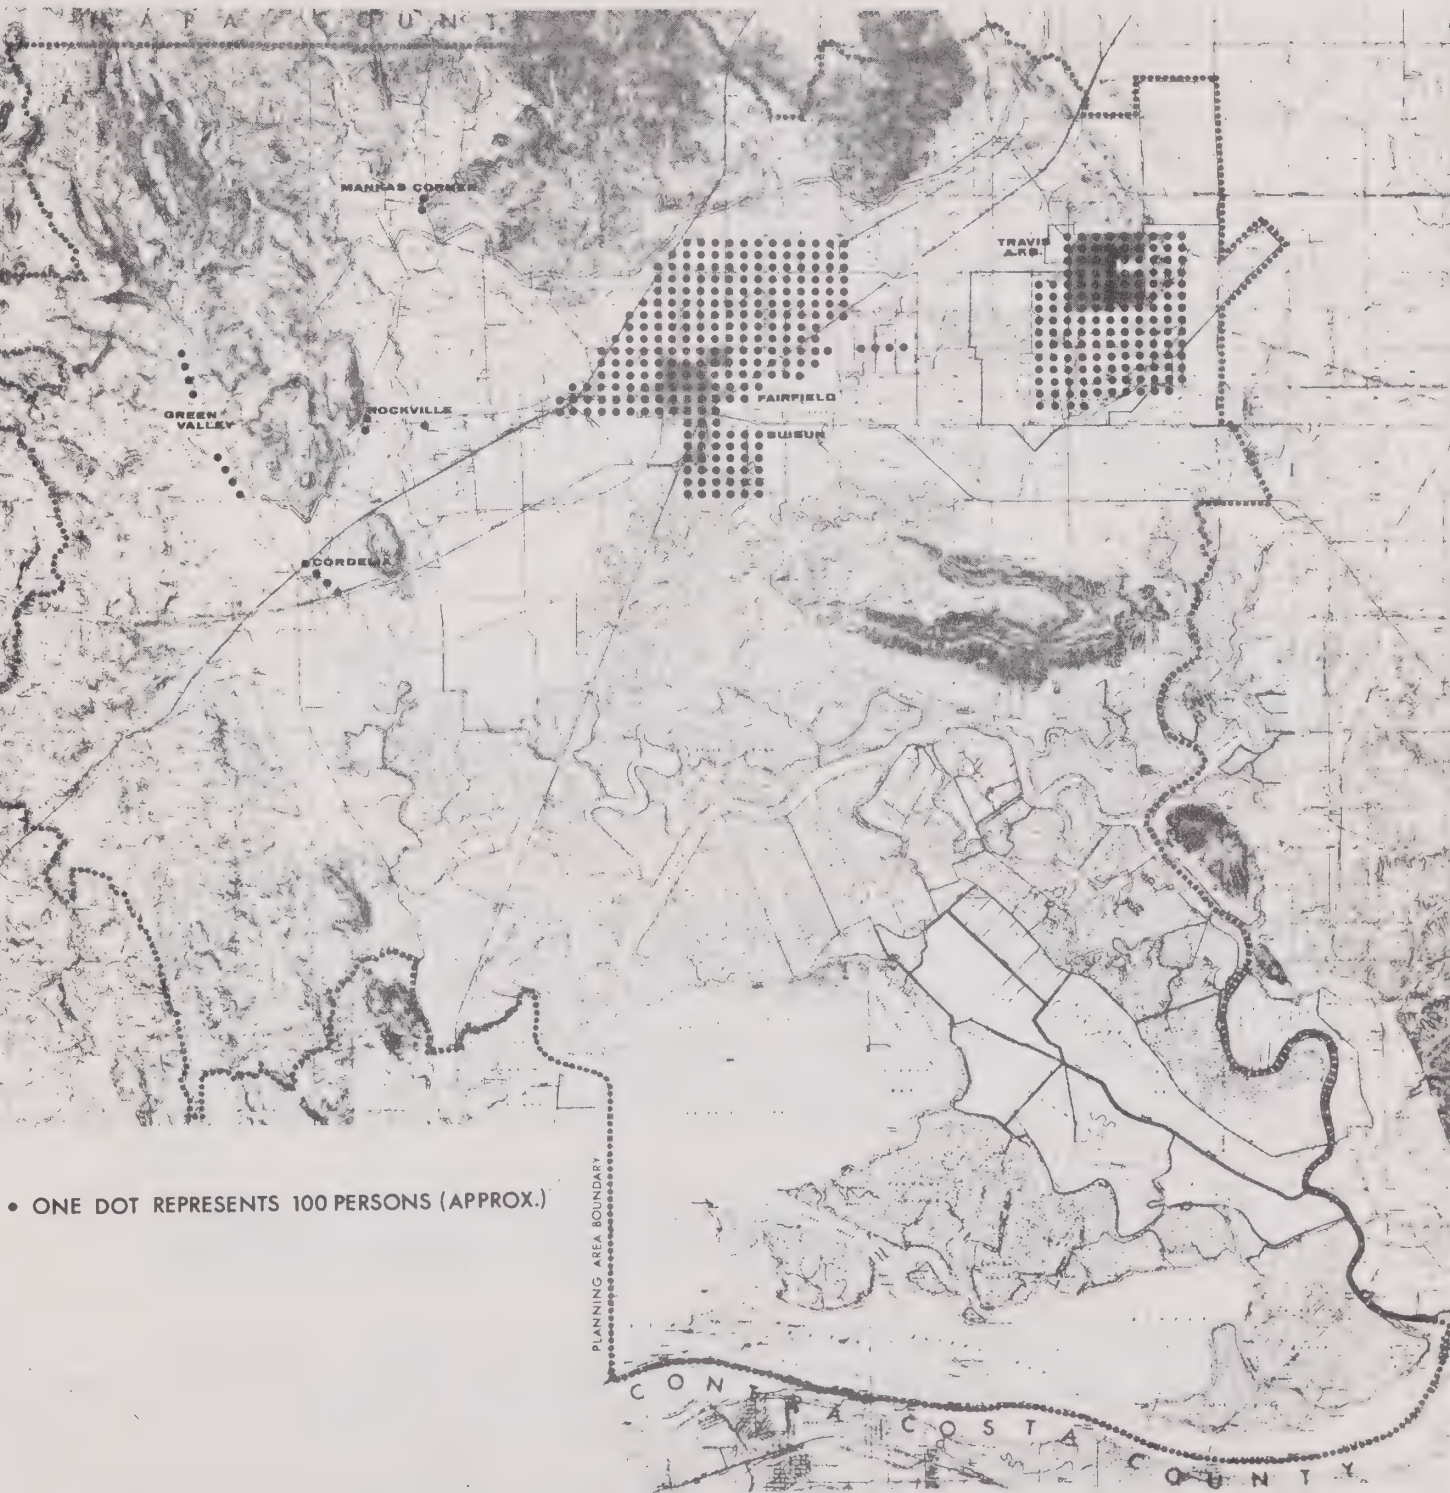 NAPA COUNTY
MANKAS CORNER
TRAVIS
A.F.B.
GREEN
VALLEY
ROCKVILLE
FAIRFIELD
SUISUN
CORDELIA
• ONE DOT REPRESENTS 100 PERSONS (APPROX.)
PLANNING AREA BOUNDARY
CONTRA COSTA COUNTY